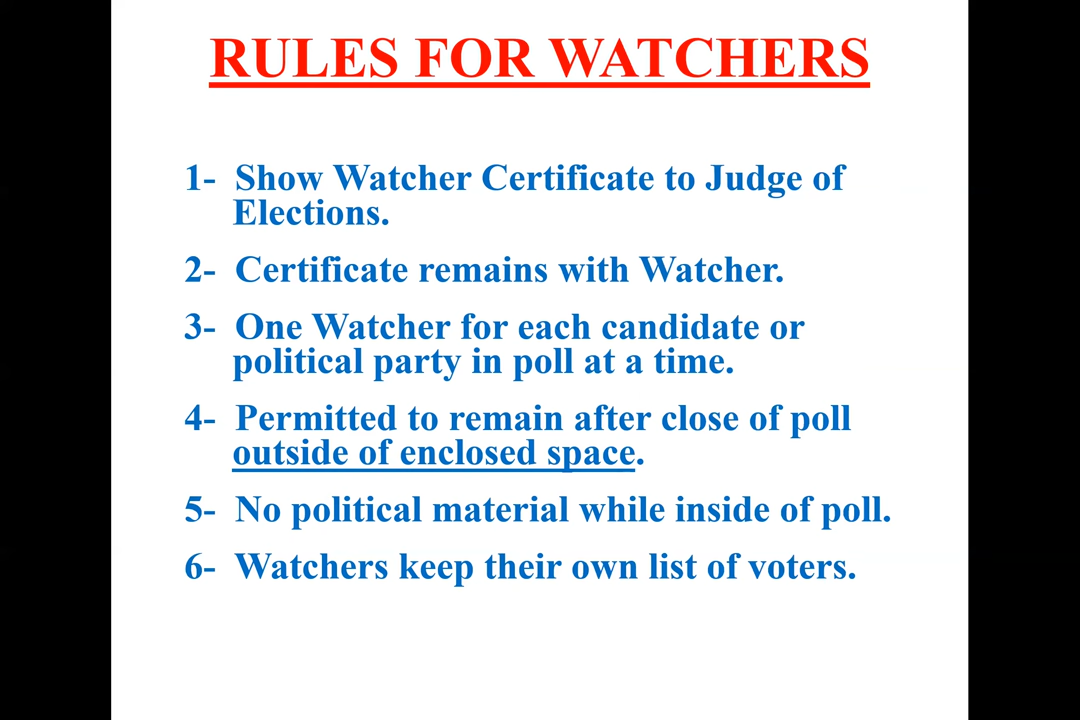 RULES FOR WATCHERS
1- Show Watcher Certificate to Judge of
Elections.
2- Certificate remains with Watcher.
3- One Watcher for each candidate or
political party in poll at a time.
4- Permitted to remain after close of poll
outside of enclosed space.
5- No political material while inside of poll.
6- Watchers keep their own list of voters.